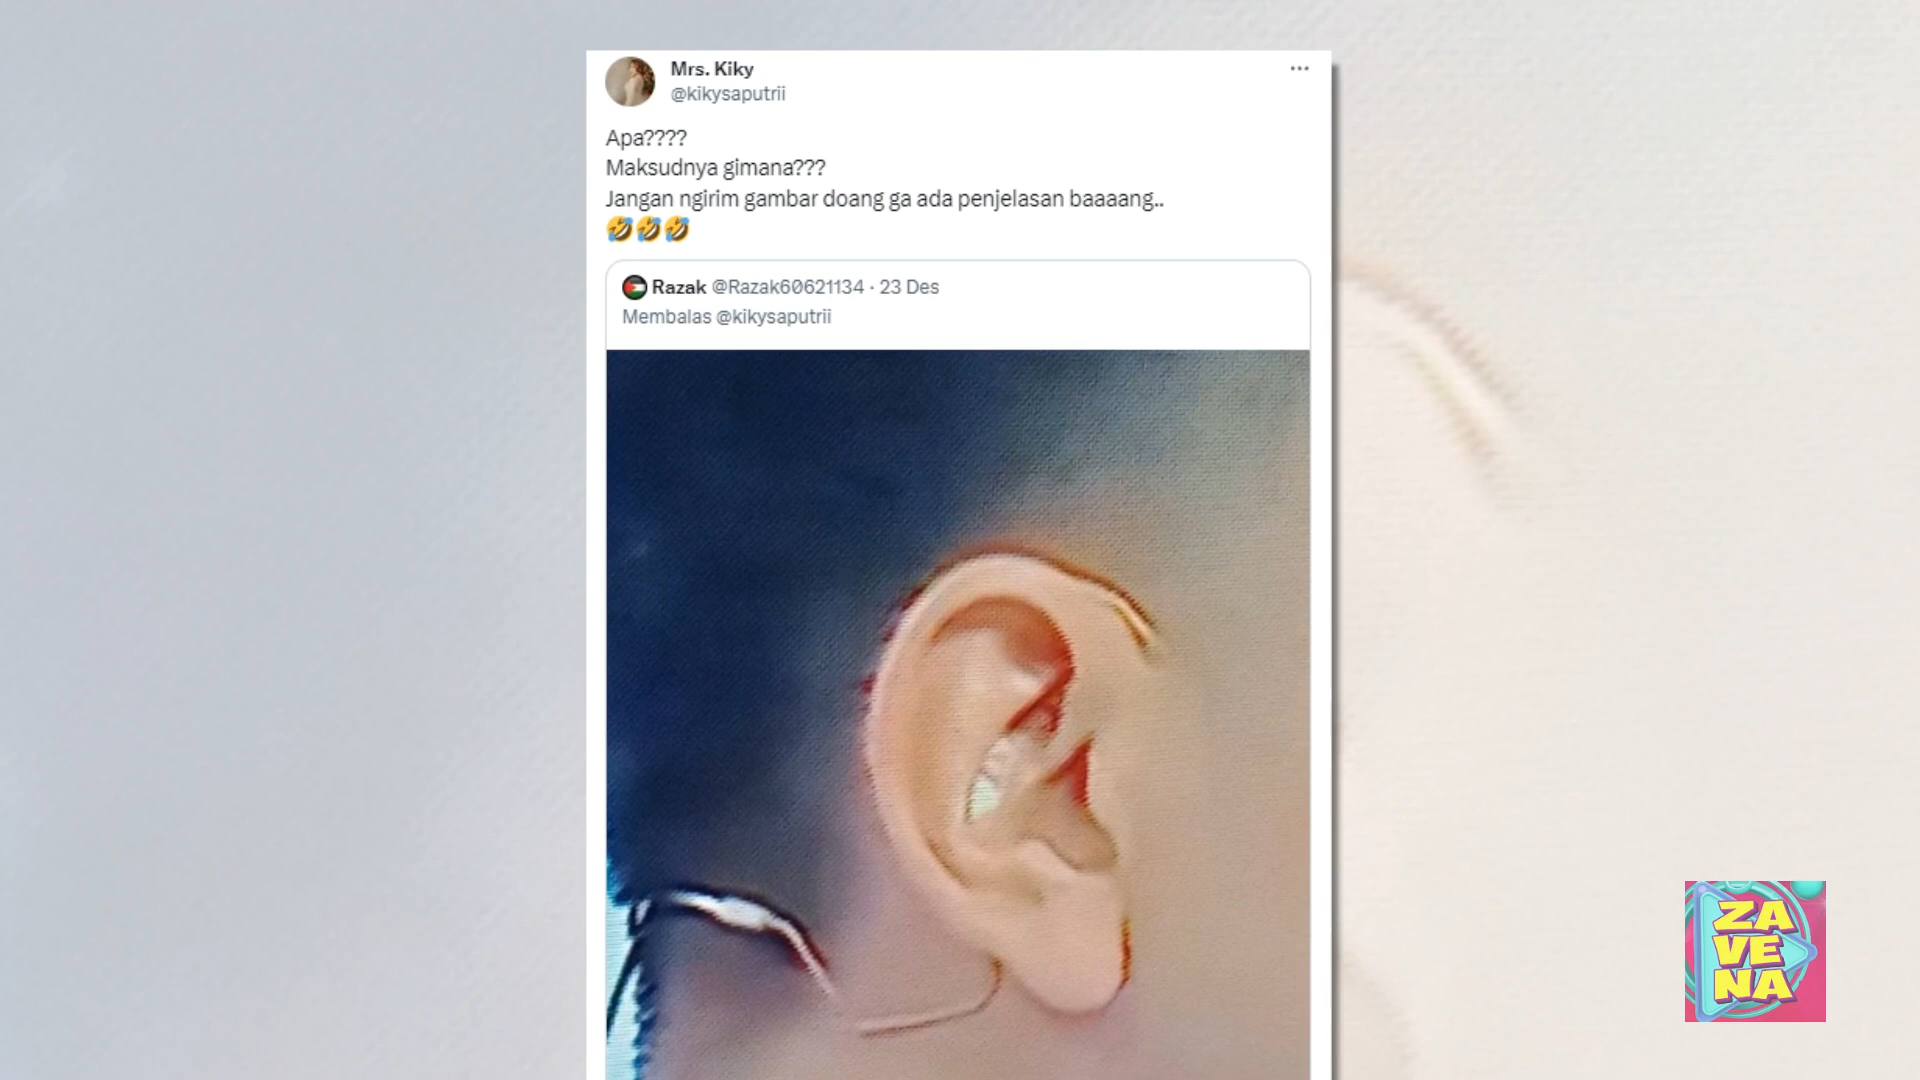 Mrs. Kiky
@kikysaputrii
Apa????
Maksudnya gimana???
Jangan ngirim gambar doang ga ada penjelasan baaaang..
🤣🤣🤣
Razak @Razak60621134 · 23 Des
Membalas @kikysaputrii
ZA
VE
NA